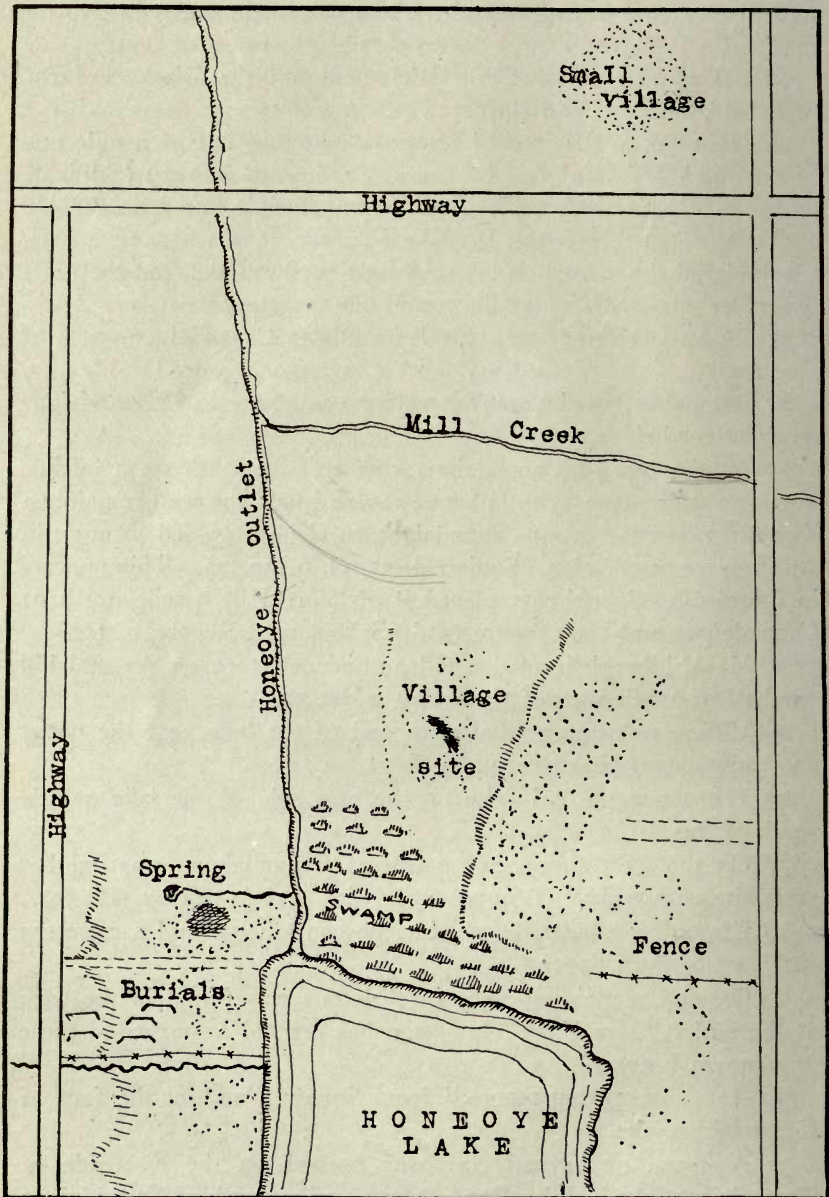 Small
village
Highway
Mill Creek
Honeoye outlet
Village
site
Highway
Spring
SWAMP
Fence
Burials
HONEOYE
LAKE